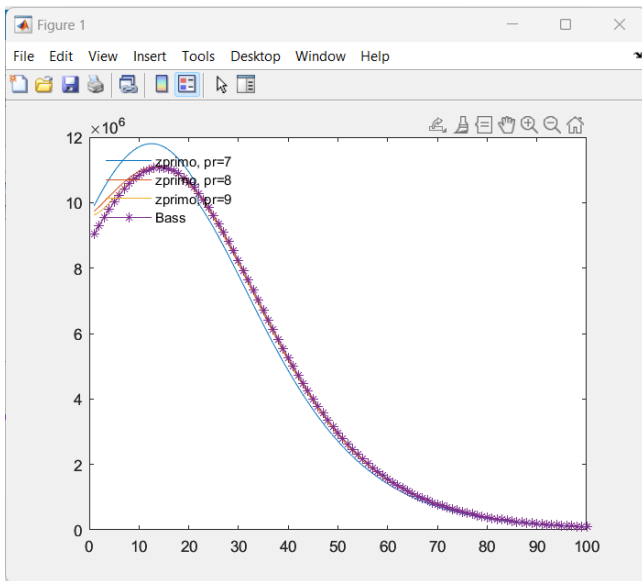 Figure 1
File Edit View Insert Tools Desktop Window Help
×10^6
12
10
8
6
4
2
0
zprimo, pr=7
zprimo, pr=8
zprimo, pr=9
Bass
0 10 20 30 40 50 60 70 80 90 100